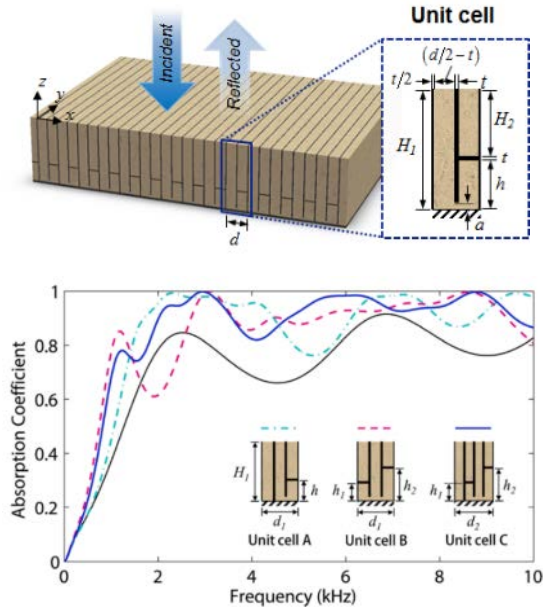 Unit cell
Incident
Reflected
z
y
x
d
(d/2 − t)
t/2
t
H₁
H₂
t
h
a
Absorption Coefficient
1
0.8
0.6
0.4
0.2
0
0 2 4 6 8 10
Frequency (kHz)
H₁ h h₁ h₂ h₁ h₂
d₁ d₁ d₂
Unit cell A Unit cell B Unit cell C